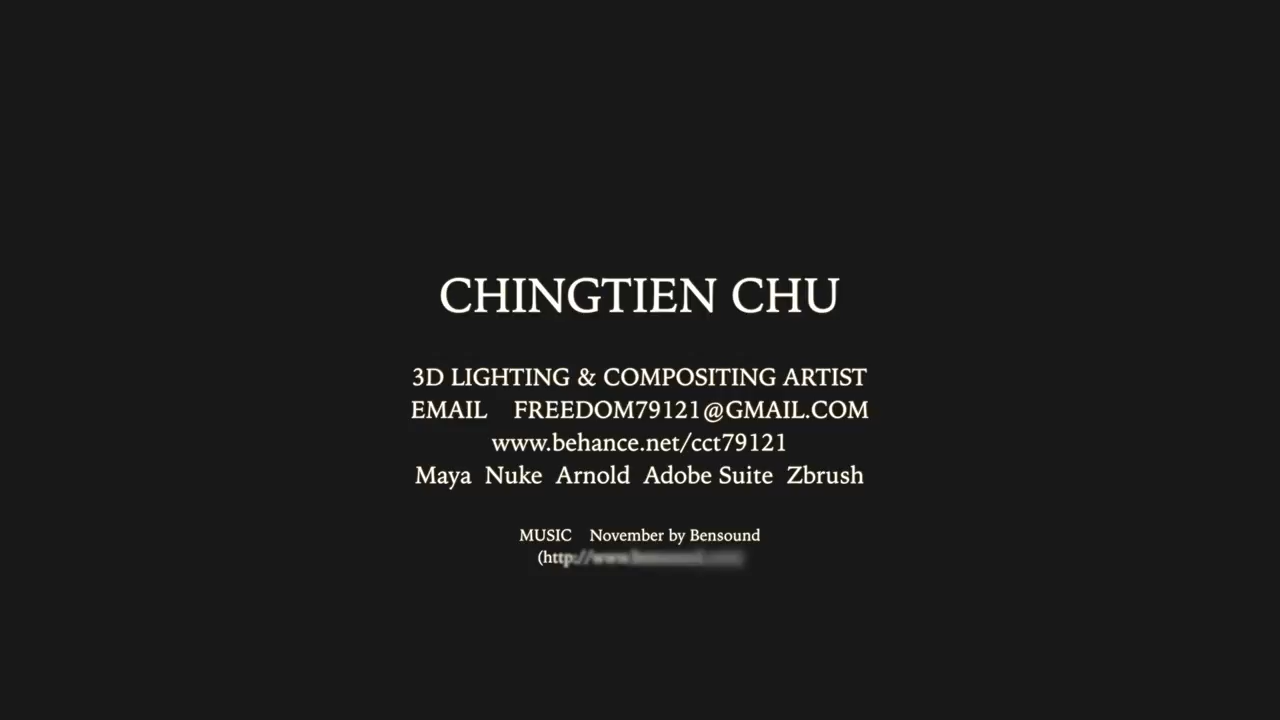 CHINGTIEN CHU
3D LIGHTING & COMPOSITING ARTIST
EMAIL FREEDOM79121@GMAIL.COM
www.behance.net/cct79121
Maya Nuke Arnold Adobe Suite Zbrush
MUSIC November by Bensound
(http://www